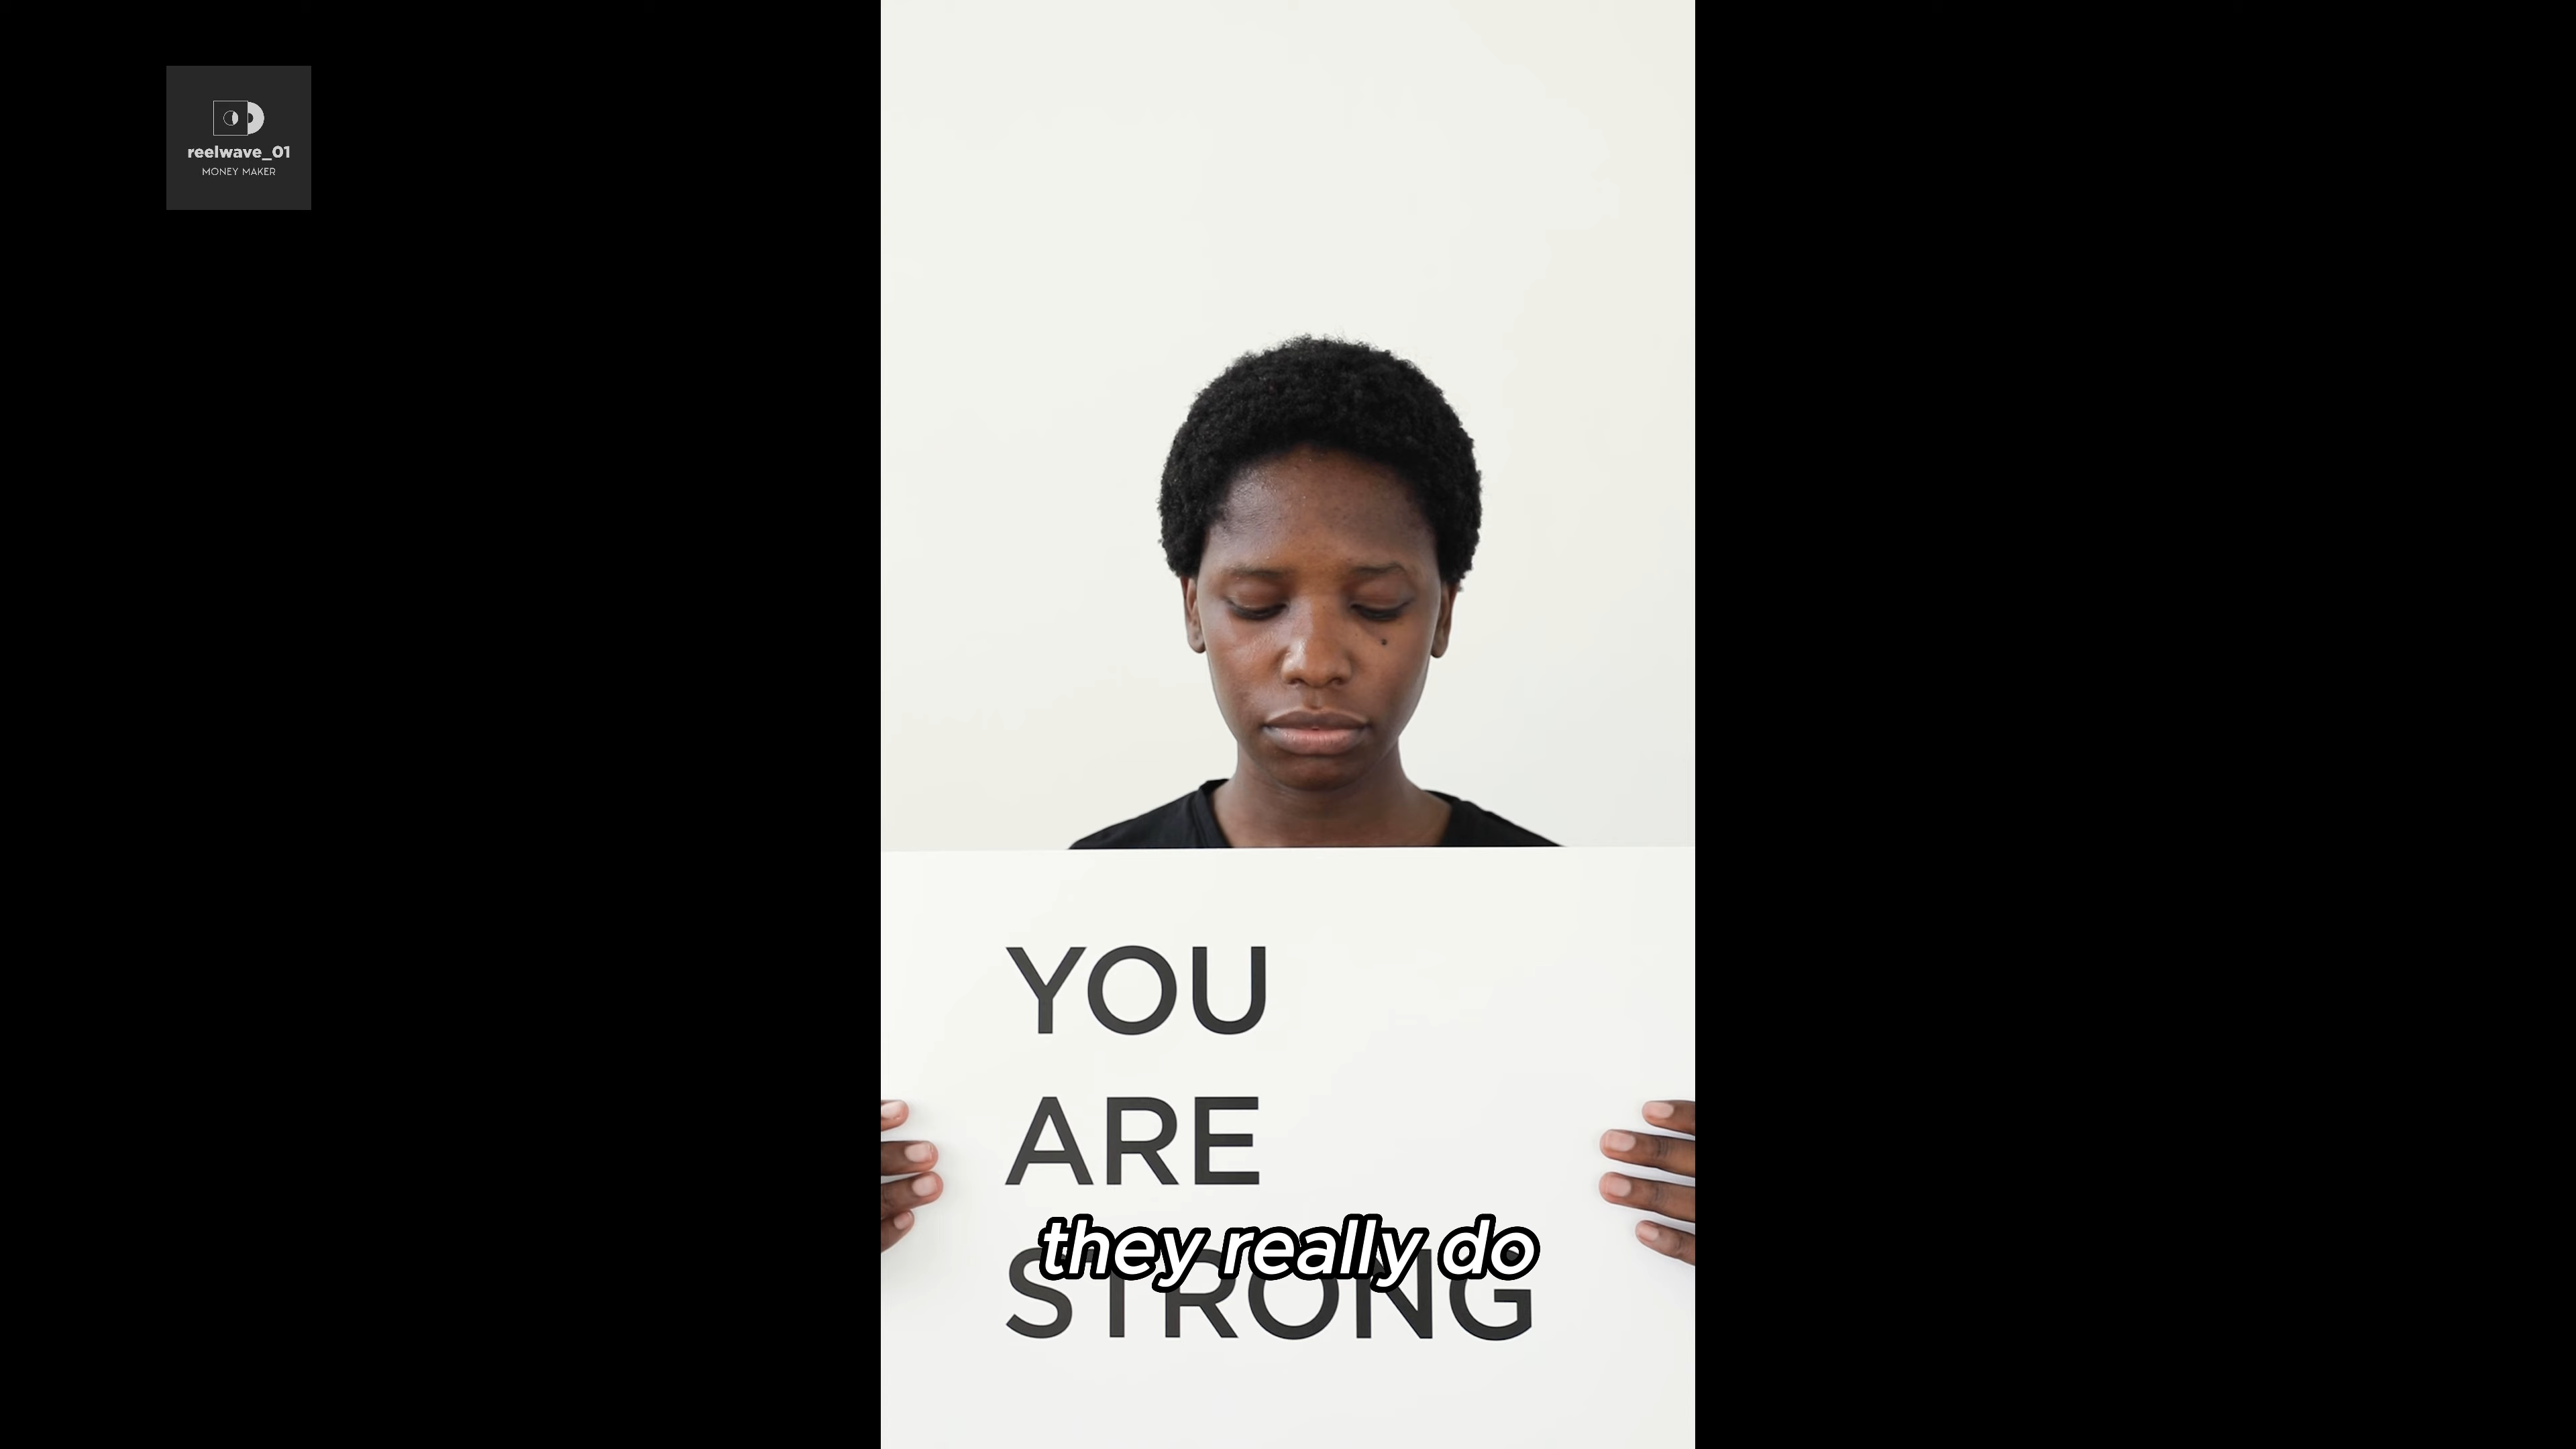 reelwave_01
MONEY MAKER
YOU
ARE
they really do
STRONG